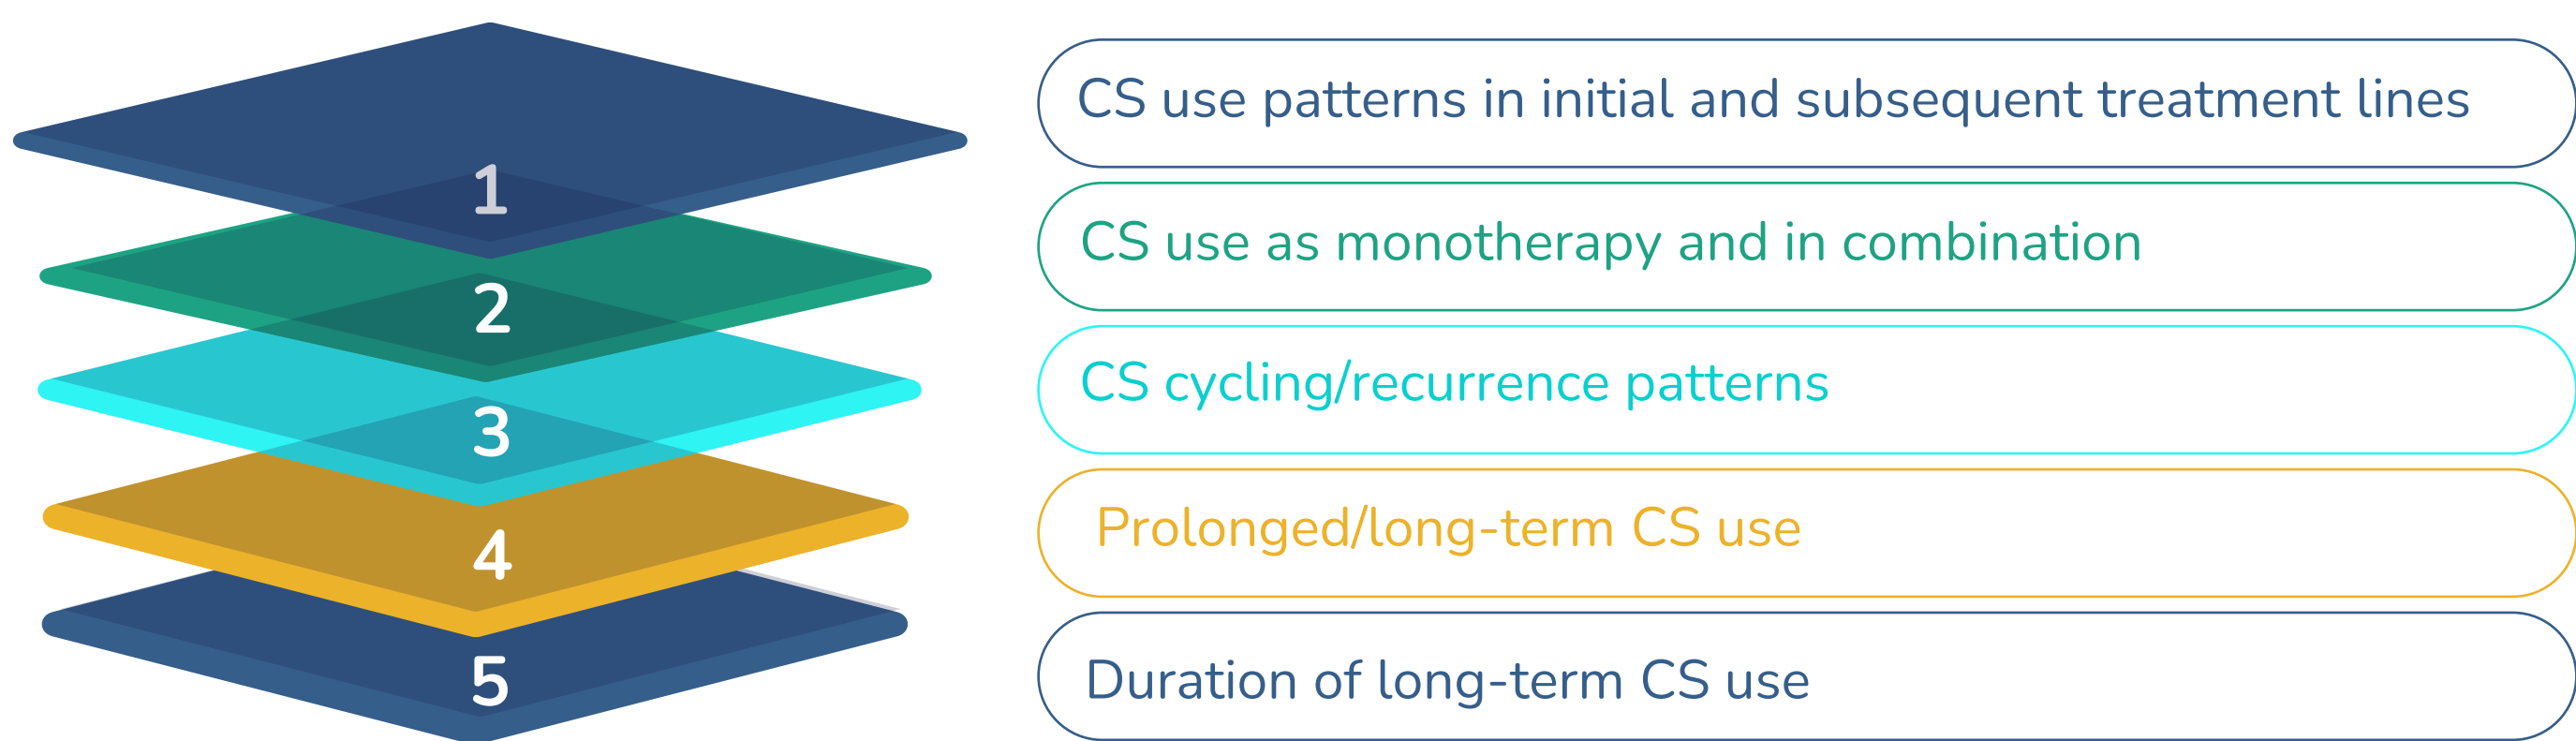 1
CS use patterns in initial and subsequent treatment lines
2
CS use as monotherapy and in combination
3
CS cycling/recurrence patterns
4
Prolonged/long-term CS use
5
Duration of long-term CS use